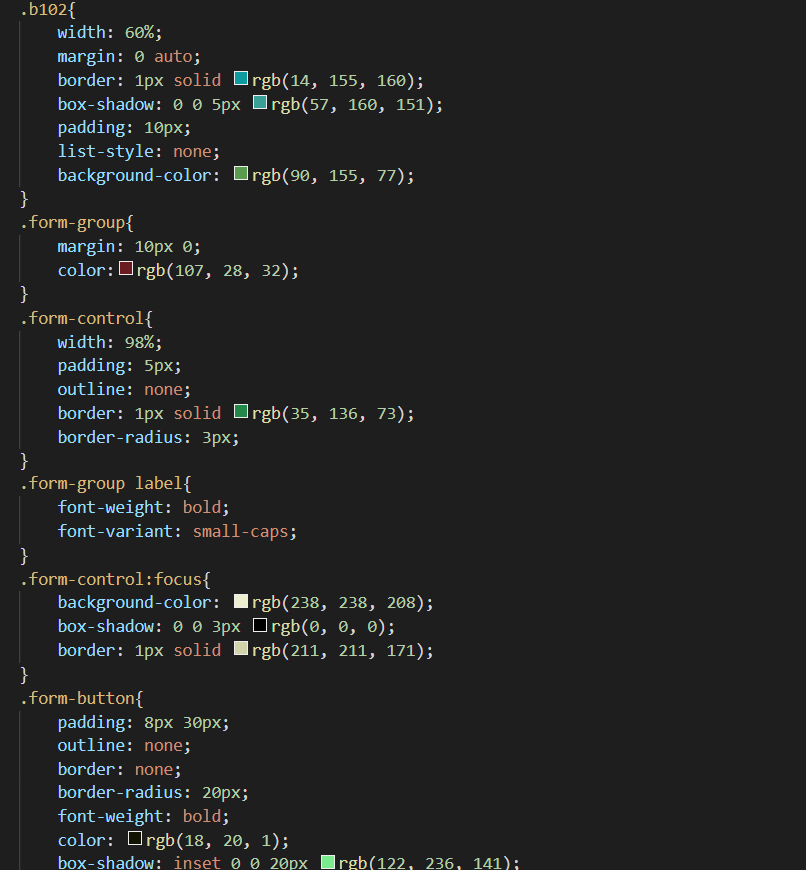 .b102{
width: 60%;
margin: 0 auto;
border: 1px solid rgb(14, 155, 160);
box-shadow: 0 0 5px rgb(57, 160, 151);
padding: 10px;
list-style: none;
background-color: rgb(90, 155, 77);
}
.form-group{
margin: 10px 0;
color:rgb(107, 28, 32);
}
.form-control{
width: 98%;
padding: 5px;
outline: none;
border: 1px solid rgb(35, 136, 73);
border-radius: 3px;
}
.form-group label{
font-weight: bold;
font-variant: small-caps;
}
.form-control:focus{
background-color: rgb(238, 238, 208);
box-shadow: 0 0 3px rgb(0, 0, 0);
border: 1px solid rgb(211, 211, 171);
}
.form-button{
padding: 8px 30px;
outline: none;
border: none;
border-radius: 20px;
font-weight: bold;
color: rgb(18, 20, 1);
box-shadow: inset 0 0 20px rgb(122, 236, 141);